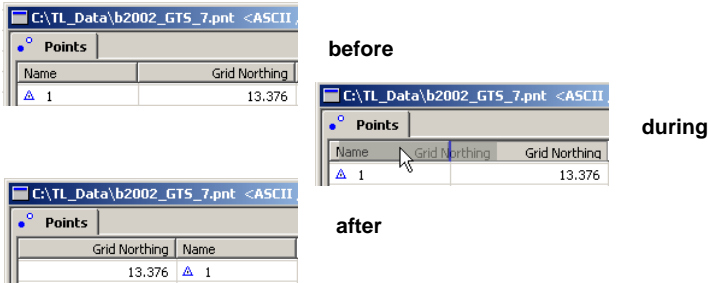 C:\TL_Data\b2002_GTS_7.pnt <ASCII
Points
Name Grid Northing
1 13.376
before
C:\TL_Data\b2002_GTS_7.pnt <ASCII
Points
Name Grid Northing Grid Northing
1 13.376
during
C:\TL_Data\b2002_GTS_7.pnt <ASCII
Points
Grid Northing Name
13.376 1
after